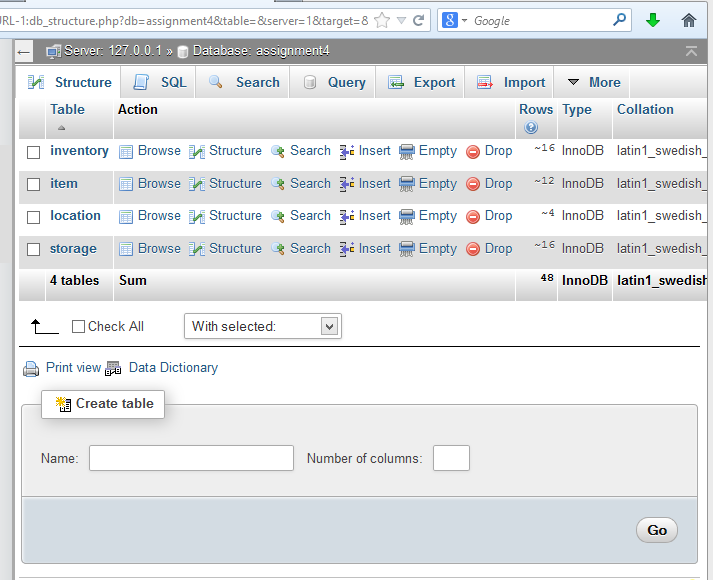 URL-1:db_structure.php?db=assignment4&table=&server=1&target=& Google
Server: 127.0.0.1 » Database: assignment4
Structure SQL Search Query Export Import More
Table Action Rows Type Collation
inventory Browse Structure Search Insert Empty Drop ~16 InnoDB latin1_swedish_
item Browse Structure Search Insert Empty Drop ~12 InnoDB latin1_swedish_
location Browse Structure Search Insert Empty Drop ~4 InnoDB latin1_swedish_
storage Browse Structure Search Insert Empty Drop ~16 InnoDB latin1_swedish_
4 tables Sum 48 InnoDB latin1_swedish
Check All With selected:
Print view Data Dictionary
Create table
Name: Number of columns:
Go